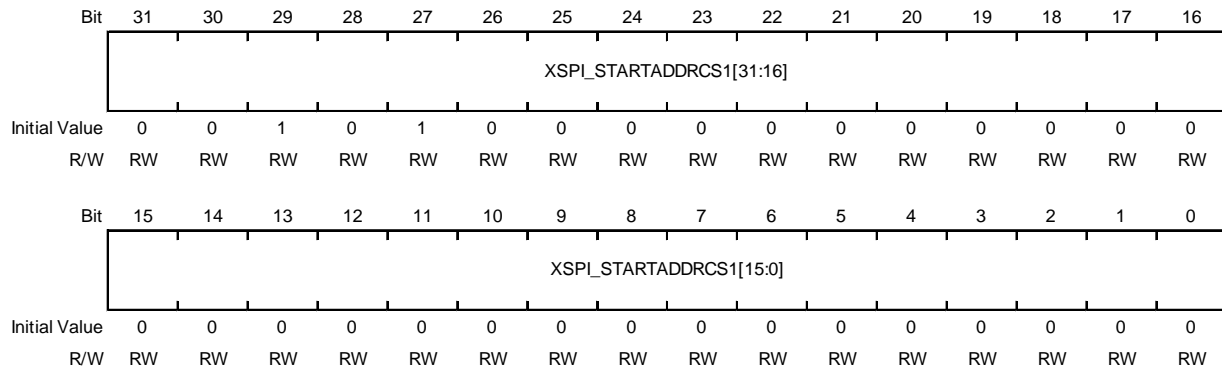 Bit 31 30 29 28 27 26 25 24 23 22 21 20 19 18 17 16
XSPI_STARTADDRCS1[31:16]
Initial Value 0 0 1 0 1 0 0 0 0 0 0 0 0 0 0 0
R/W RW RW RW RW RW RW RW RW RW RW RW RW RW RW RW RW
Bit 15 14 13 12 11 10 9 8 7 6 5 4 3 2 1 0
XSPI_STARTADDRCS1[15:0]
Initial Value 0 0 0 0 0 0 0 0 0 0 0 0 0 0 0 0
R/W RW RW RW RW RW RW RW RW RW RW RW RW RW RW RW RW